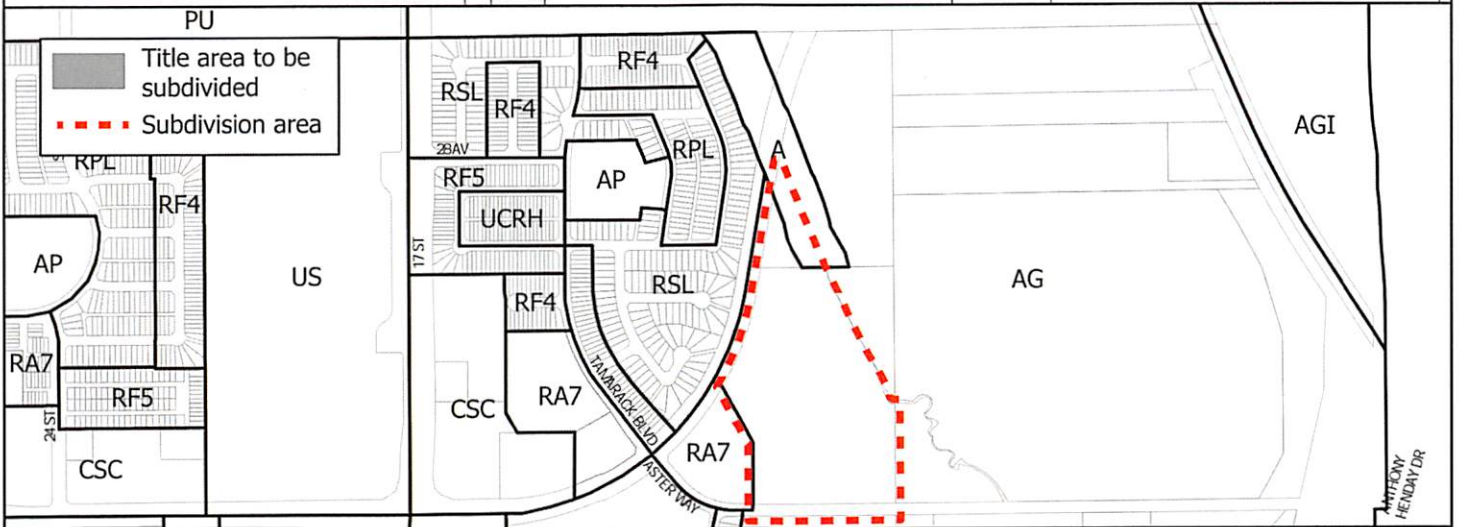 PU
Title area to be
subdivided
Subdivision area
RPL
RF4
AP
RA7
RF5
24 ST
CSC
US
RSL
RF4
RF4
28AV
RF5
UCRH
17 ST
AP
RPL
RSL
RF4
CSC
RA7
TAMARACK BLVD
RA7
ASTER WAY
A
AG
AGI
ANTHONY
HENDAY DR